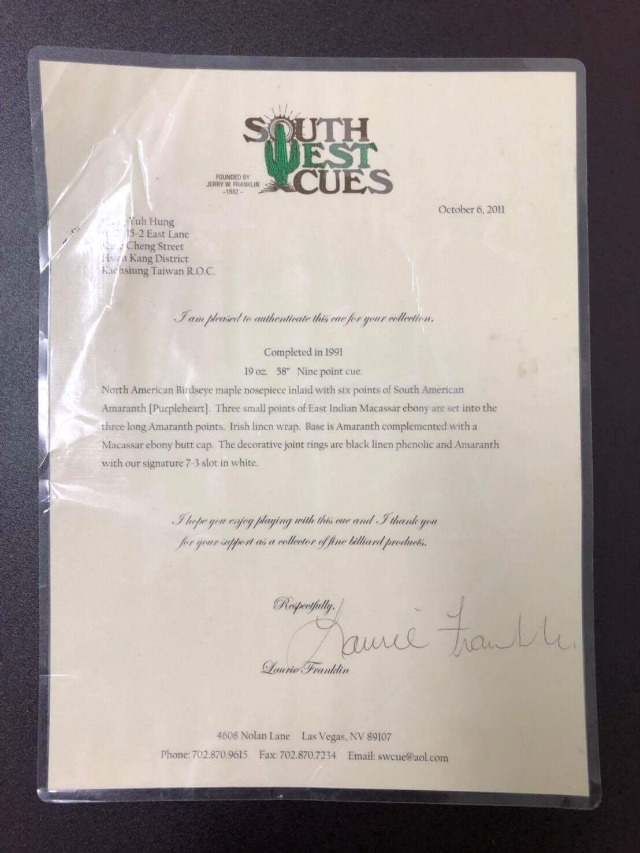 SOUTH
WEST
CUES
FOUNDED BY
JERRY W. FRANKLIN
- 1982 -
October 6, 2011
Yuh Hung
15-2 East Lane
Cheng Street
Kang District
Kaohsiung Taiwan R.O.C.
I am pleased to authenticate this cue for your collection.
Completed in 1991
19 oz. 58" Nine point cue.
North American Birdseye maple nosepiece inlaid with six points of South American
Amaranth [Purpleheart]. Three small points of East Indian Macassar ebony are set into the
three long Amaranth points. Irish linen wrap. Base is Amaranth complemented with a
Macassar ebony butt cap. The decorative joint rings are black linen phenolic and Amaranth
with our signature 7-3 slot in white.
I hope you enjoy playing with this cue and I thank you
for your support as a collector of fine billiard products.
Respectfully,
Laurie Franklin
Laurie Franklin
4608 Nolan Lane Las Vegas, NV 89107
Phone: 702.870.9615 Fax: 702.870.7234 Email: swcue@aol.com